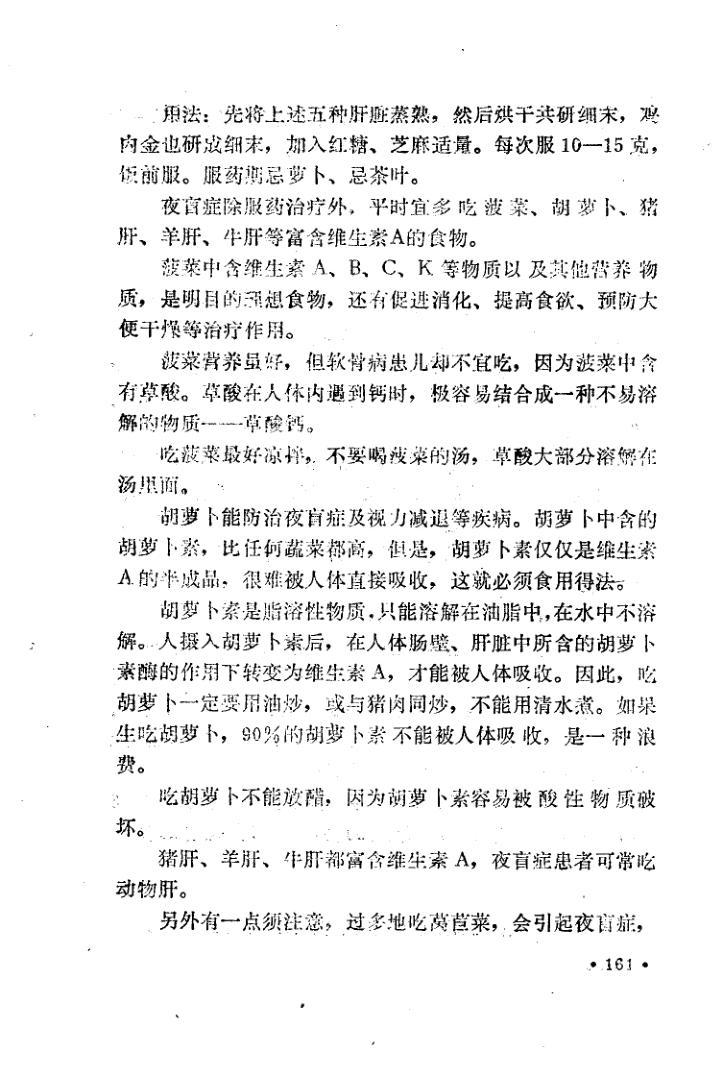 用法：先将上述五种肝脏蒸熟，然后烘干共研细末，鸡
内金也研成细末，加入红糖、芝麻适量。每次服10—15克，
饭前服。服药期忌萝卜、忌茶叶。
夜盲症除服药治疗外，平时宜多吃菠菜、胡萝卜、猪
肝、羊肝、牛肝等富含维生素A的食物。
菠菜中含维生素A、B、C、K等物质以及其他营养物
质，是明目的理想食物，还有促进消化、提高食欲、预防大
便干燥等治疗作用。
菠菜营养虽好，但软骨病患儿却不宜吃，因为菠菜中含
有草酸。草酸在人体内遇到钙时，极容易结合成一种不易溶
解的物质——草酸钙。
吃菠菜最好凉拌，不要喝菠菜的汤，草酸大部分溶解在
汤里面。
胡萝卜能防治夜盲症及视力减退等疾病。胡萝卜中含的
胡萝卜素，比任何蔬菜都高，但是，胡萝卜素仅仅是维生素
A的半成品，很难被人体直接吸收，这就必须食用得法。
胡萝卜素是脂溶性物质，只能溶解在油脂中，在水中不溶
解。人摄入胡萝卜素后，在人体肠壁、肝脏中所含的胡萝卜
素酶的作用下转变为维生素A，才能被人体吸收。因此，吃
胡萝卜一定要用油炒，或与猪肉同炒，不能用清水煮。如果
生吃胡萝卜，90%的胡萝卜素不能被人体吸收，是一种浪
费。
吃胡萝卜不能放醋，因为胡萝卜素容易被酸性物质破
坏。
猪肝、羊肝、牛肝都富含维生素A，夜盲症患者可常吃
动物肝。
另外有一点须注意，过多地吃莴苣菜，会引起夜盲症，
•161•